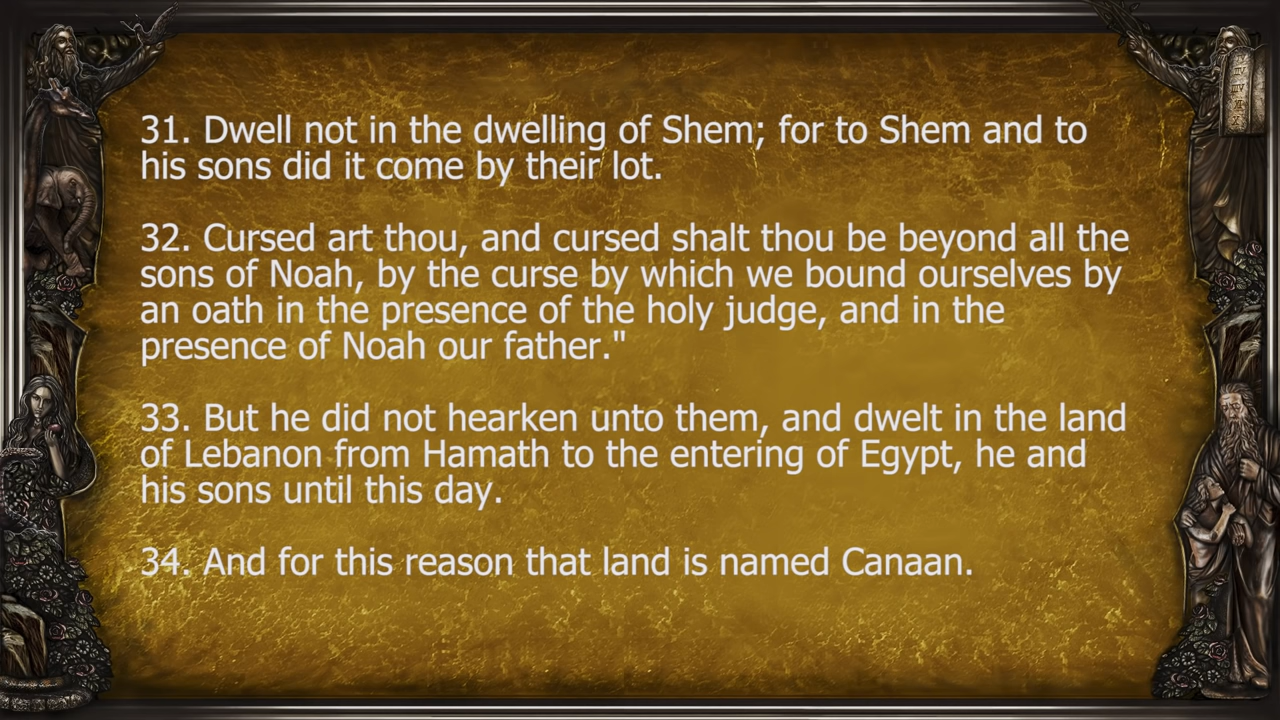 31. Dwell not in the dwelling of Shem; for to Shem and to
his sons did it come by their lot.
32. Cursed art thou, and cursed shalt thou be beyond all the
sons of Noah, by the curse by which we bound ourselves by
an oath in the presence of the holy judge, and in the
presence of Noah our father."
33. But he did not hearken unto them, and dwelt in the land
of Lebanon from Hamath to the entering of Egypt, he and
his sons until this day.
34. And for this reason that land is named Canaan.